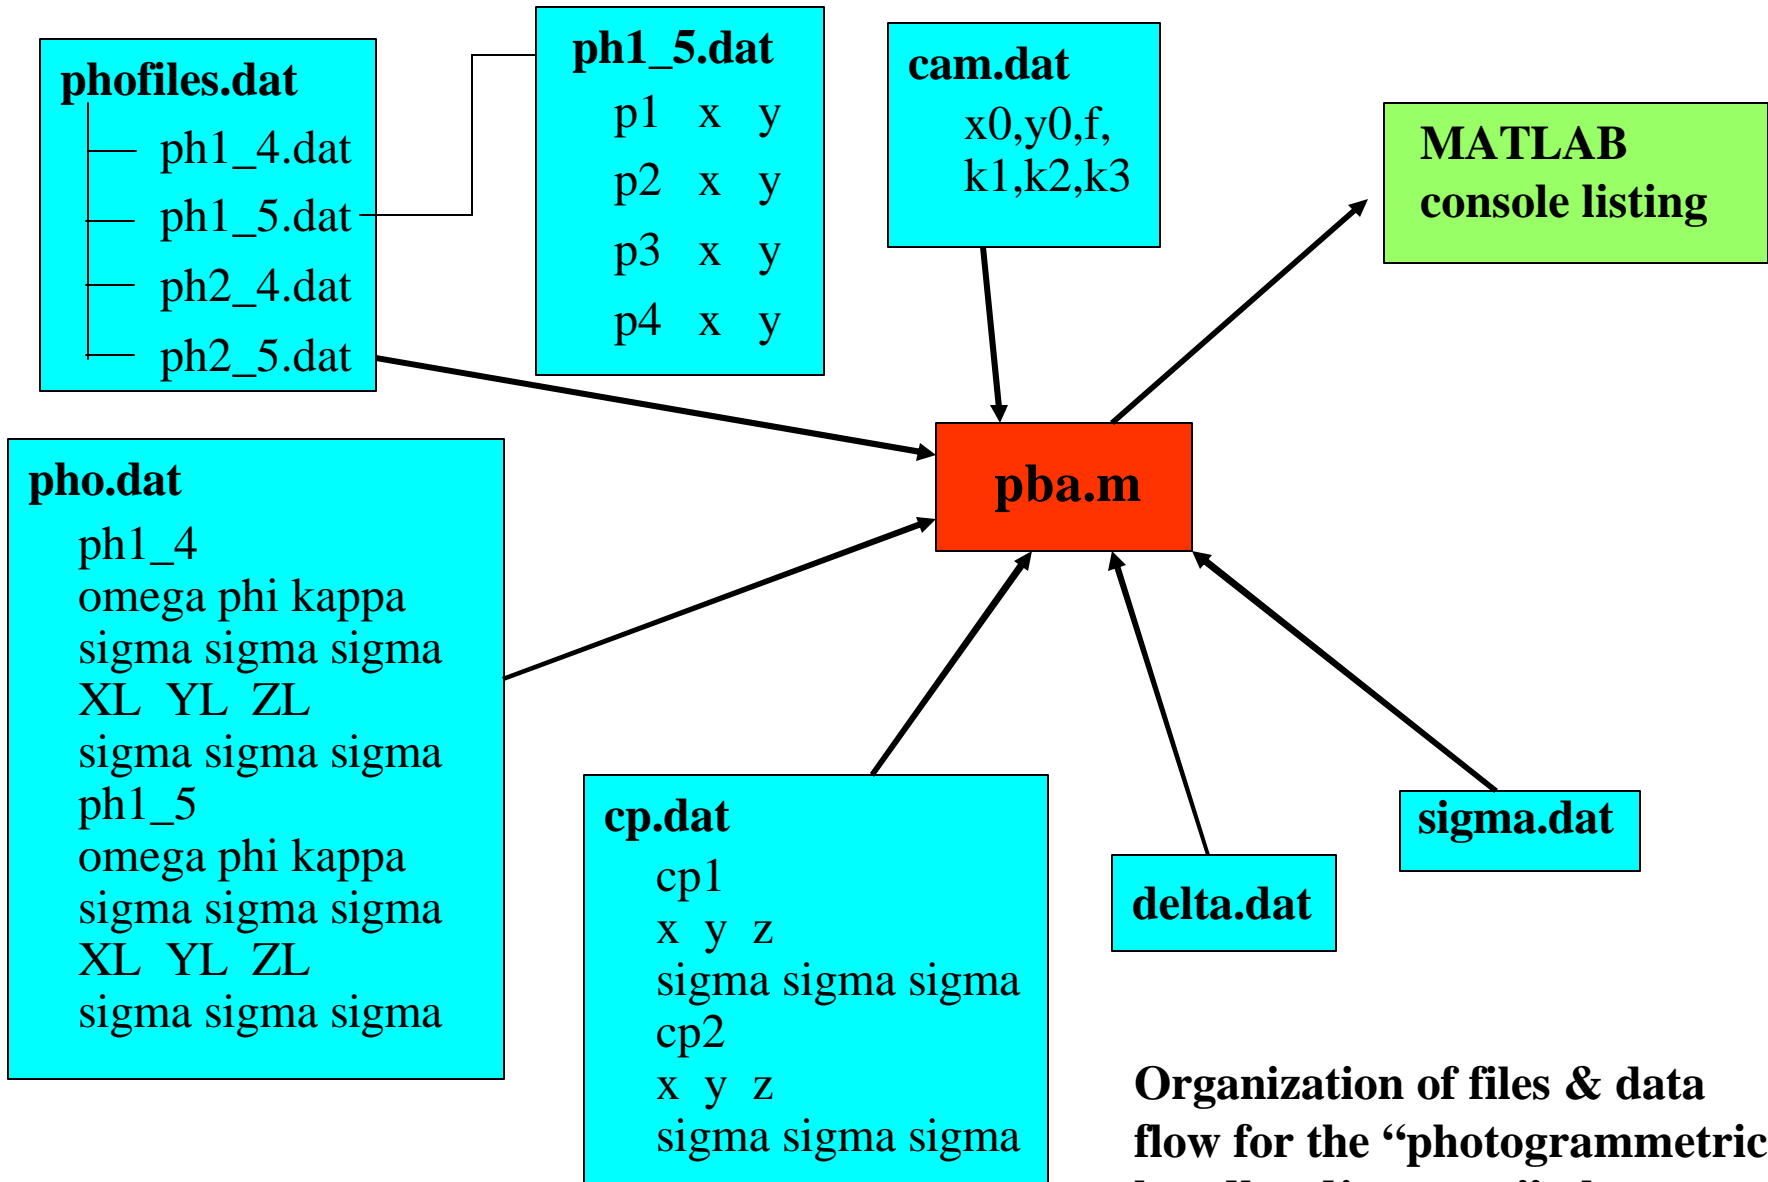 phofiles.dat
ph1_4.dat
ph1_5.dat
ph2_4.dat
ph2_5.dat
ph1_5.dat
p1 x y
p2 x y
p3 x y
p4 x y
cam.dat
x0,y0,f,
k1,k2,k3
MATLAB
console listing
pba.m
pho.dat
ph1_4
omega phi kappa
sigma sigma sigma
XL YL ZL
sigma sigma sigma
ph1_5
omega phi kappa
sigma sigma sigma
XL YL ZL
sigma sigma sigma
cp.dat
cp1
x y z
sigma sigma sigma
cp2
x y z
sigma sigma sigma
delta.dat
sigma.dat
Organization of files & data
flow for the “photogrammetric